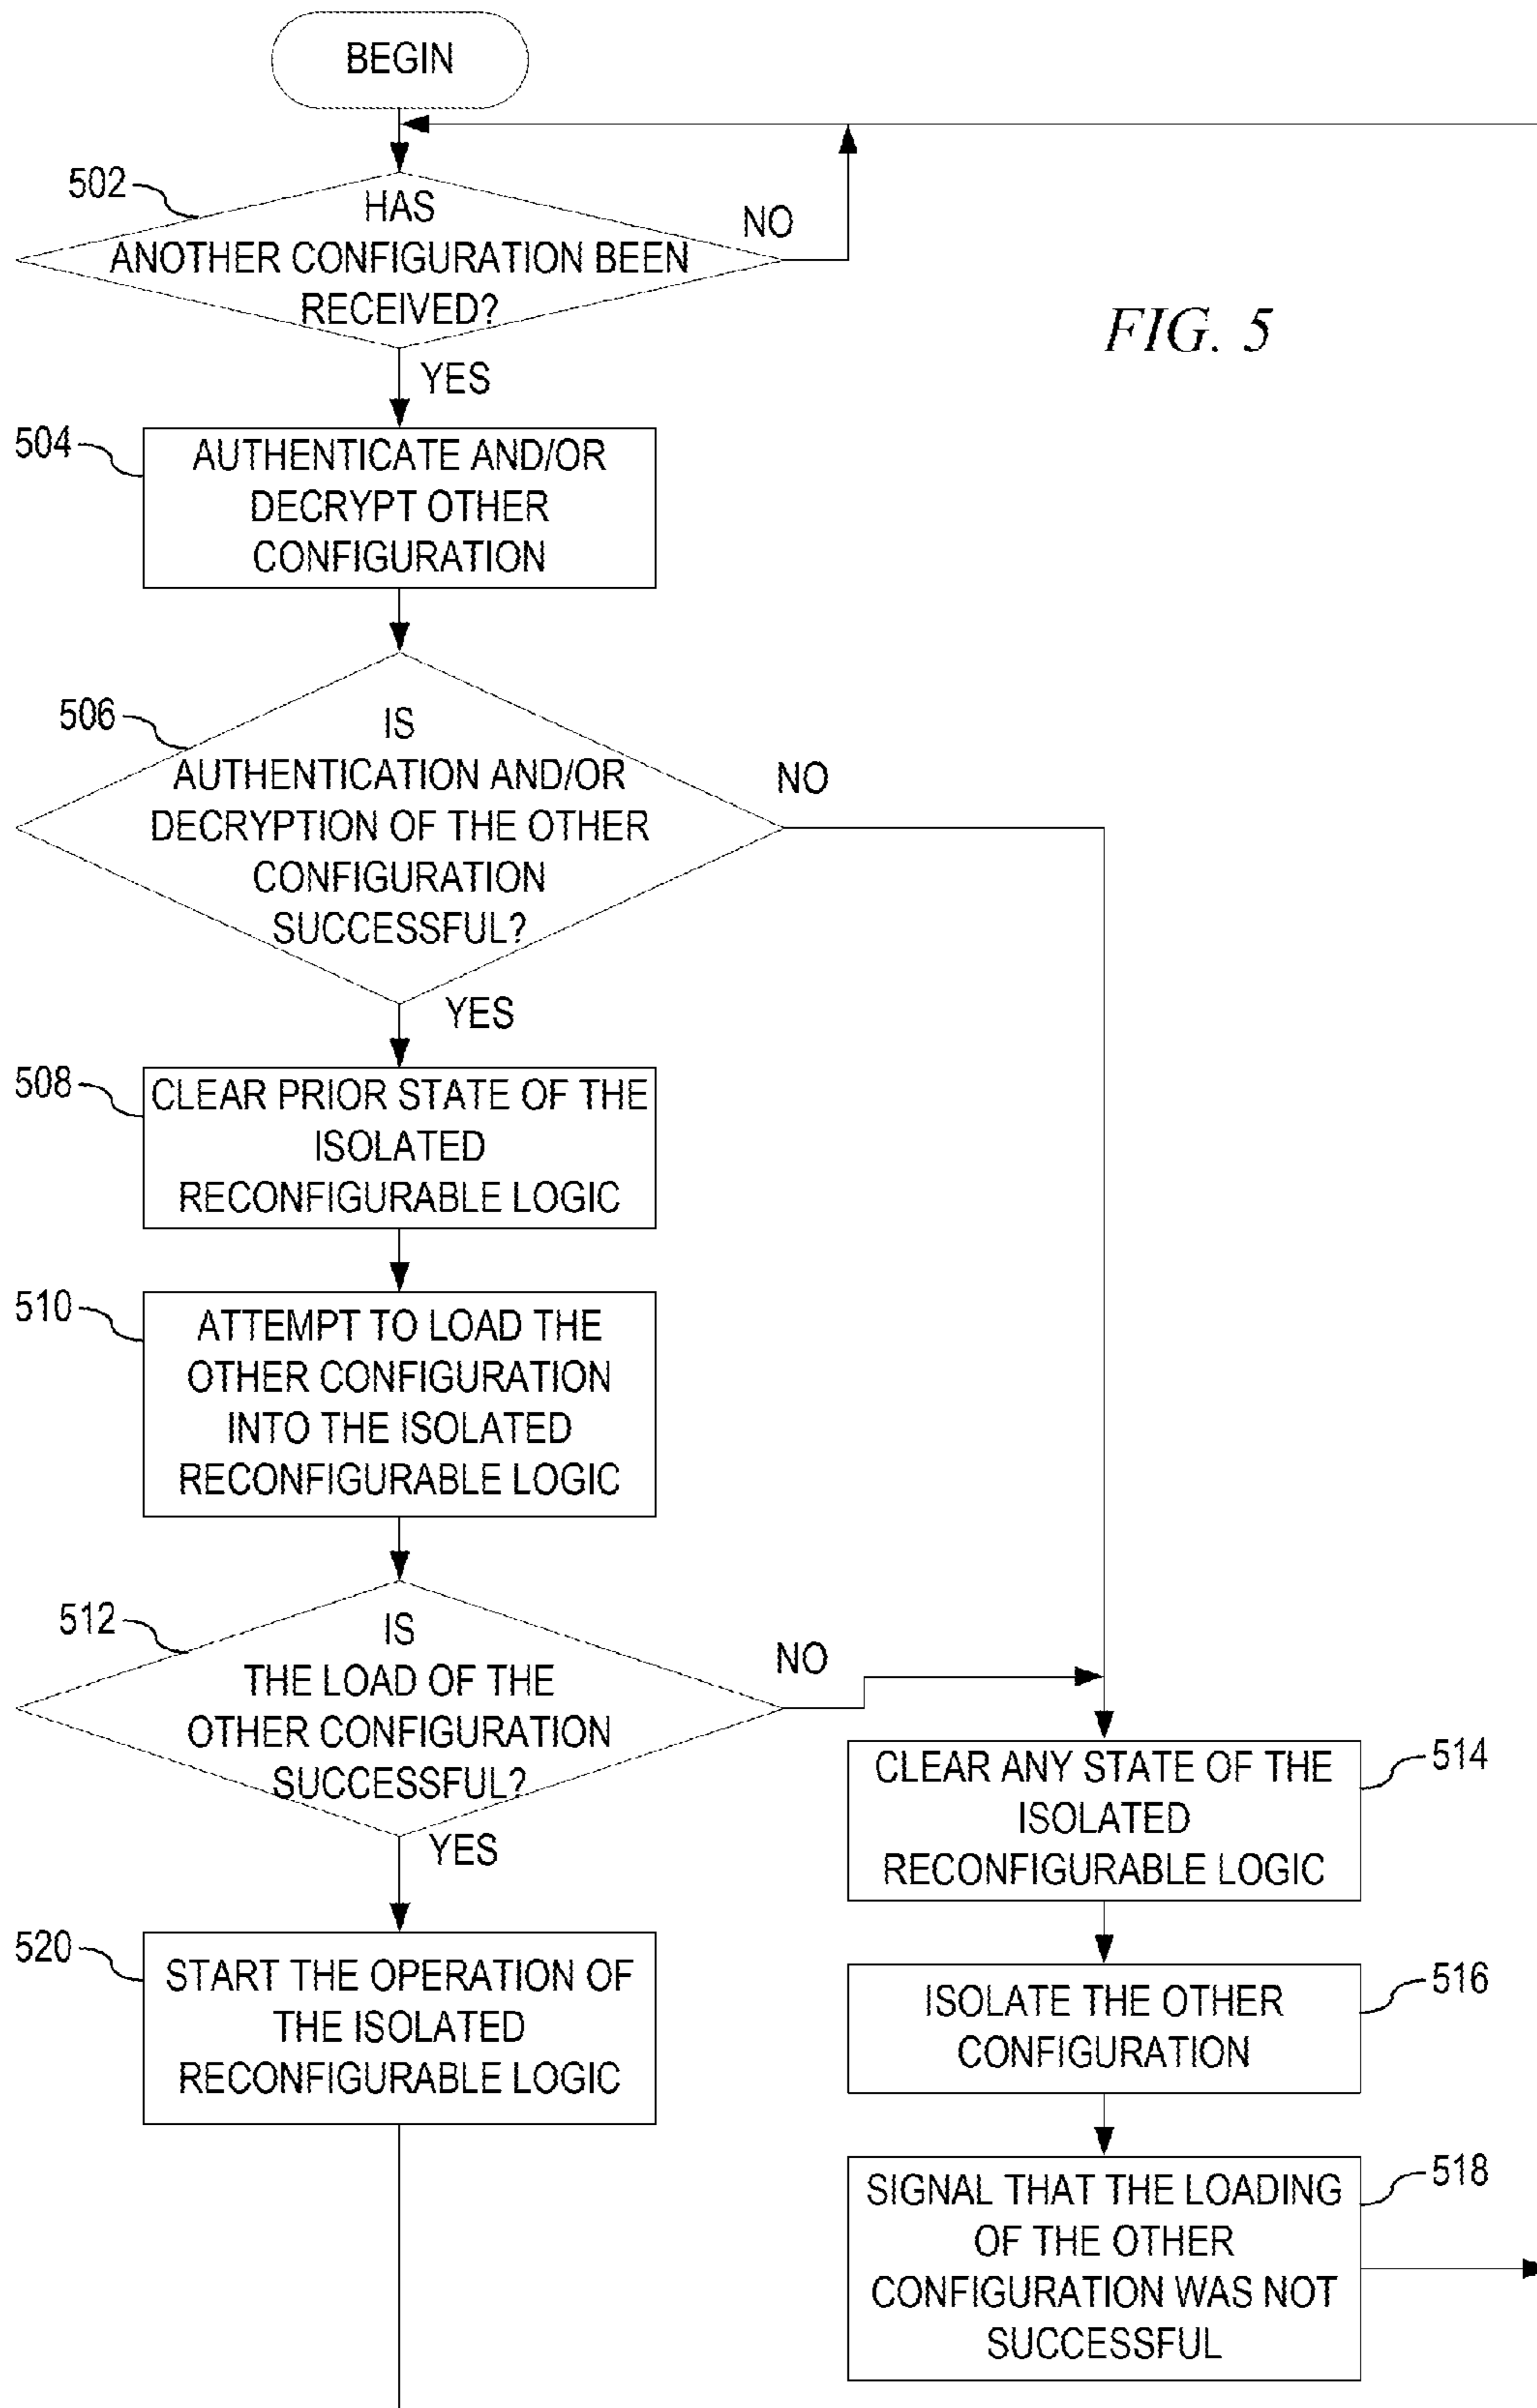 BEGIN
502
HAS
ANOTHER CONFIGURATION BEEN
RECEIVED?
NO
YES
FIG. 5
504
AUTHENTICATE AND/OR
DECRYPT OTHER
CONFIGURATION
506
IS
AUTHENTICATION AND/OR
DECRYPTION OF THE OTHER
CONFIGURATION
SUCCESSFUL?
NO
YES
508
CLEAR PRIOR STATE OF THE
ISOLATED
RECONFIGURABLE LOGIC
510
ATTEMPT TO LOAD THE
OTHER CONFIGURATION
INTO THE ISOLATED
RECONFIGURABLE LOGIC
512
IS
THE LOAD OF THE
OTHER CONFIGURATION
SUCCESSFUL?
NO
YES
514
CLEAR ANY STATE OF THE
ISOLATED
RECONFIGURABLE LOGIC
520
START THE OPERATION OF
THE ISOLATED
RECONFIGURABLE LOGIC
516
ISOLATE THE OTHER
CONFIGURATION
518
SIGNAL THAT THE LOADING
OF THE OTHER
CONFIGURATION WAS NOT
SUCCESSFUL